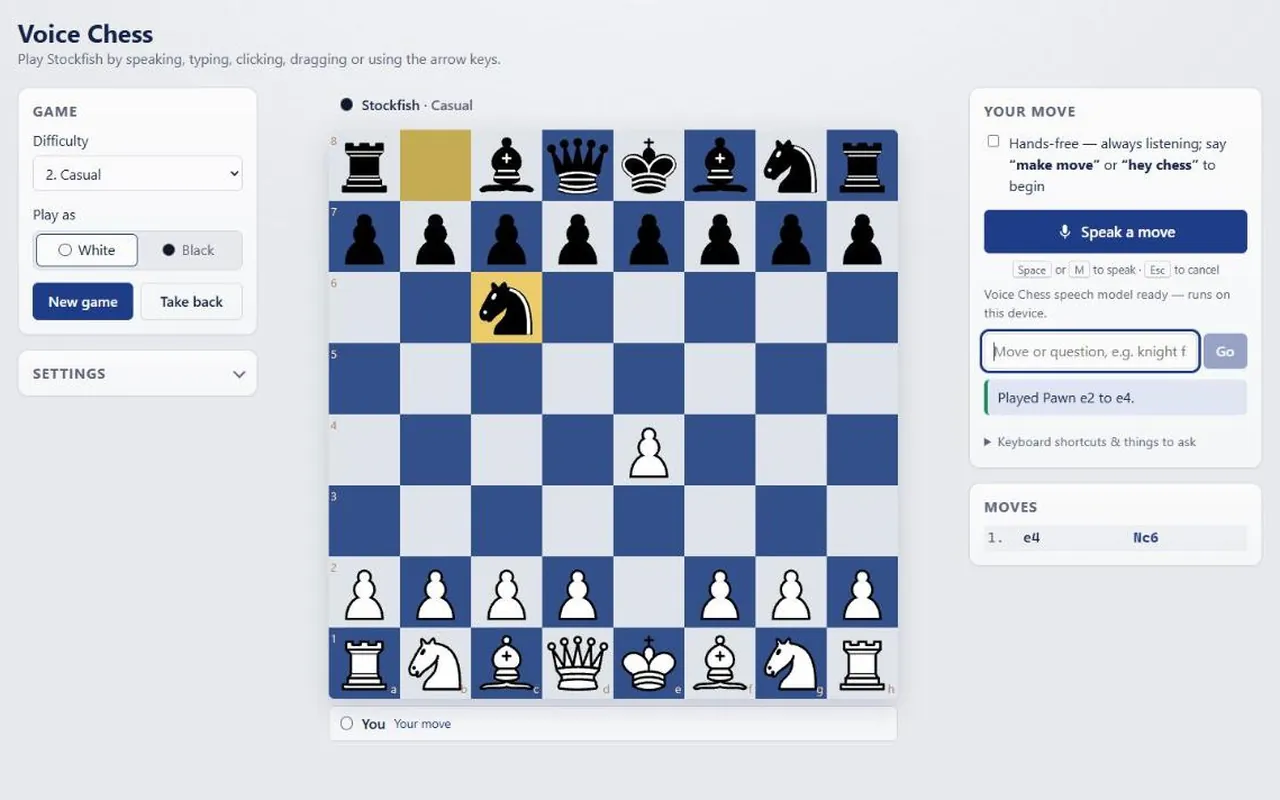 Voice Chess
Play Stockfish by speaking, typing, clicking, dragging or using the arrow keys.
GAME
Difficulty
2. Casual
Play as
White
Black
New game
Take back
SETTINGS
Stockfish · Casual
8
7
6
5
4
3
2
1
a
b
c
d
e
f
g
h
You Your move
YOUR MOVE
Hands-free — always listening; say
“make move” or “hey chess” to
begin
Speak a move
Space or M to speak · Esc to cancel
Voice Chess speech model ready — runs on
this device.
Move or question, e.g. knight f
Go
Played Pawn e2 to e4.
Keyboard shortcuts & things to ask
MOVES
1. e4 Nc6